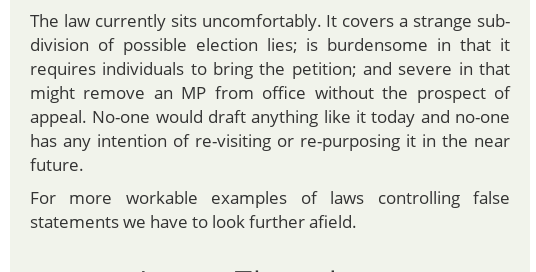 The law currently sits uncomfortably. It covers a strange sub-
division of possible election lies; is burdensome in that it
requires individuals to bring the petition; and severe in that
might remove an MP from office without the prospect of
appeal. No-one would draft anything like it today and no-one
has any intention of re-visiting or re-purposing it in the near
future.
For more workable examples of laws controlling false
statements we have to look further afield.